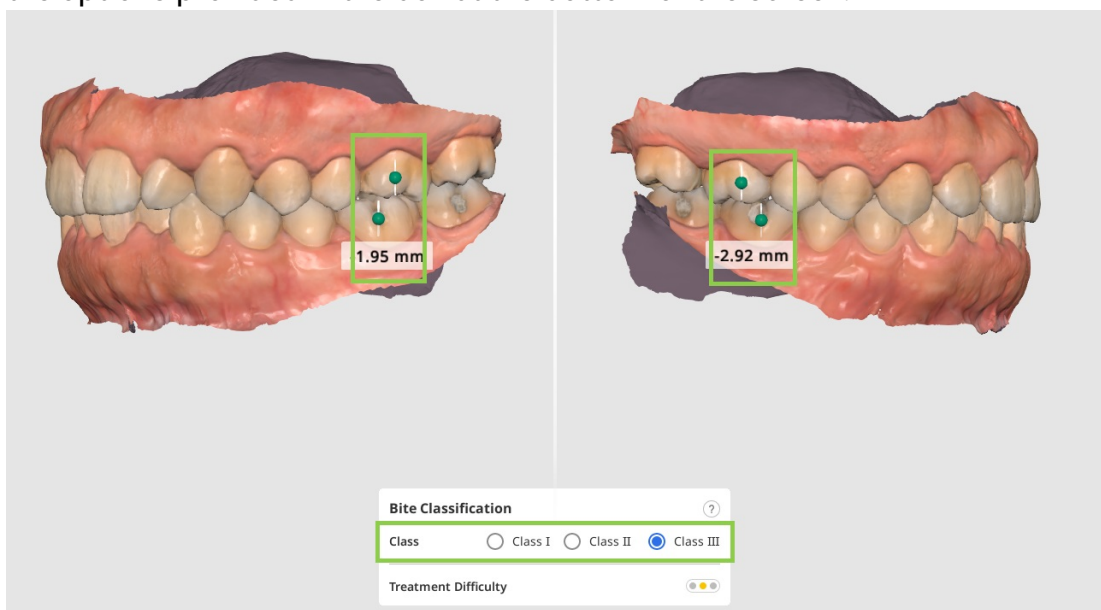 -1.95 mm
-2.92 mm
Bite Classification
?
Class Class I Class II Class III
Treatment Difficulty